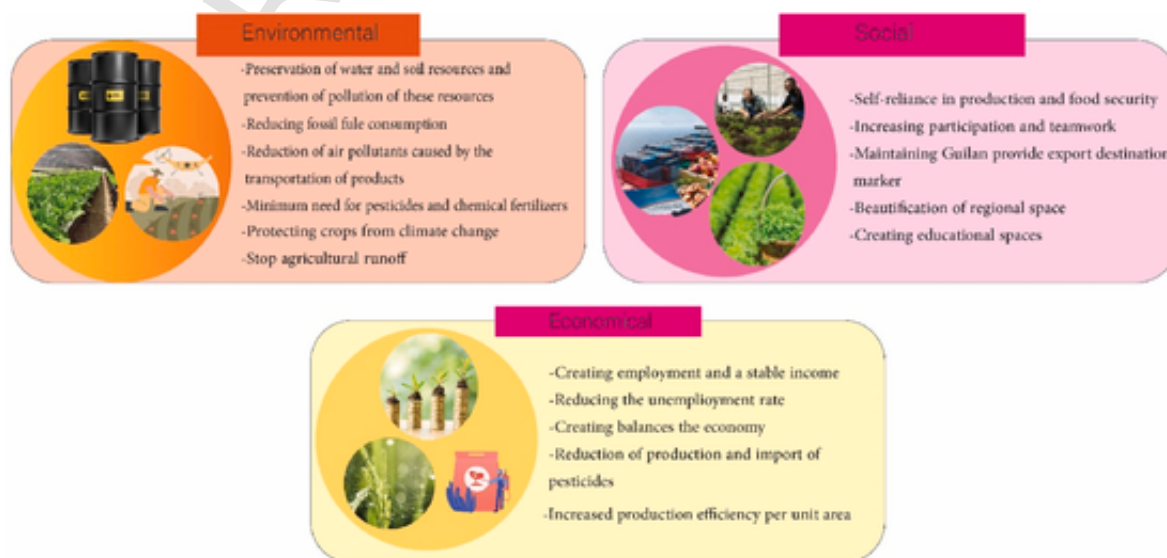 Environmental
-Preservation of water and soil resources and
prevention of pollution of these resources
-Reducing fossil fule consumption
-Reduction of air pollutants caused by the
transportation of products
-Minimum need for pesticides and chemical fertilizers
-Protecting crops from climate change
-Stop agricultural runoff
Social
-Self-reliance in production and food security
-Increasing participation and teamwork
-Maintaining Guilan provide export destination
marker
-Beautification of regional space
-Creating educational spaces
Economical
-Creating employment and a stable income
-Reducing the unemplioyment rate
-Creating balances the economy
-Reduction of production and import of
pesticides
-Increased production efficiency per unit area